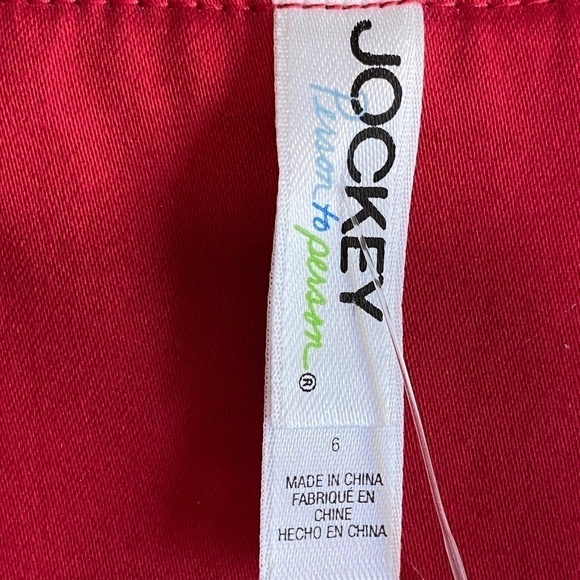 JOCKEY
Person to person®
6
MADE IN CHINA
FABRIQUÉ EN
CHINE
HECHO EN CHINA